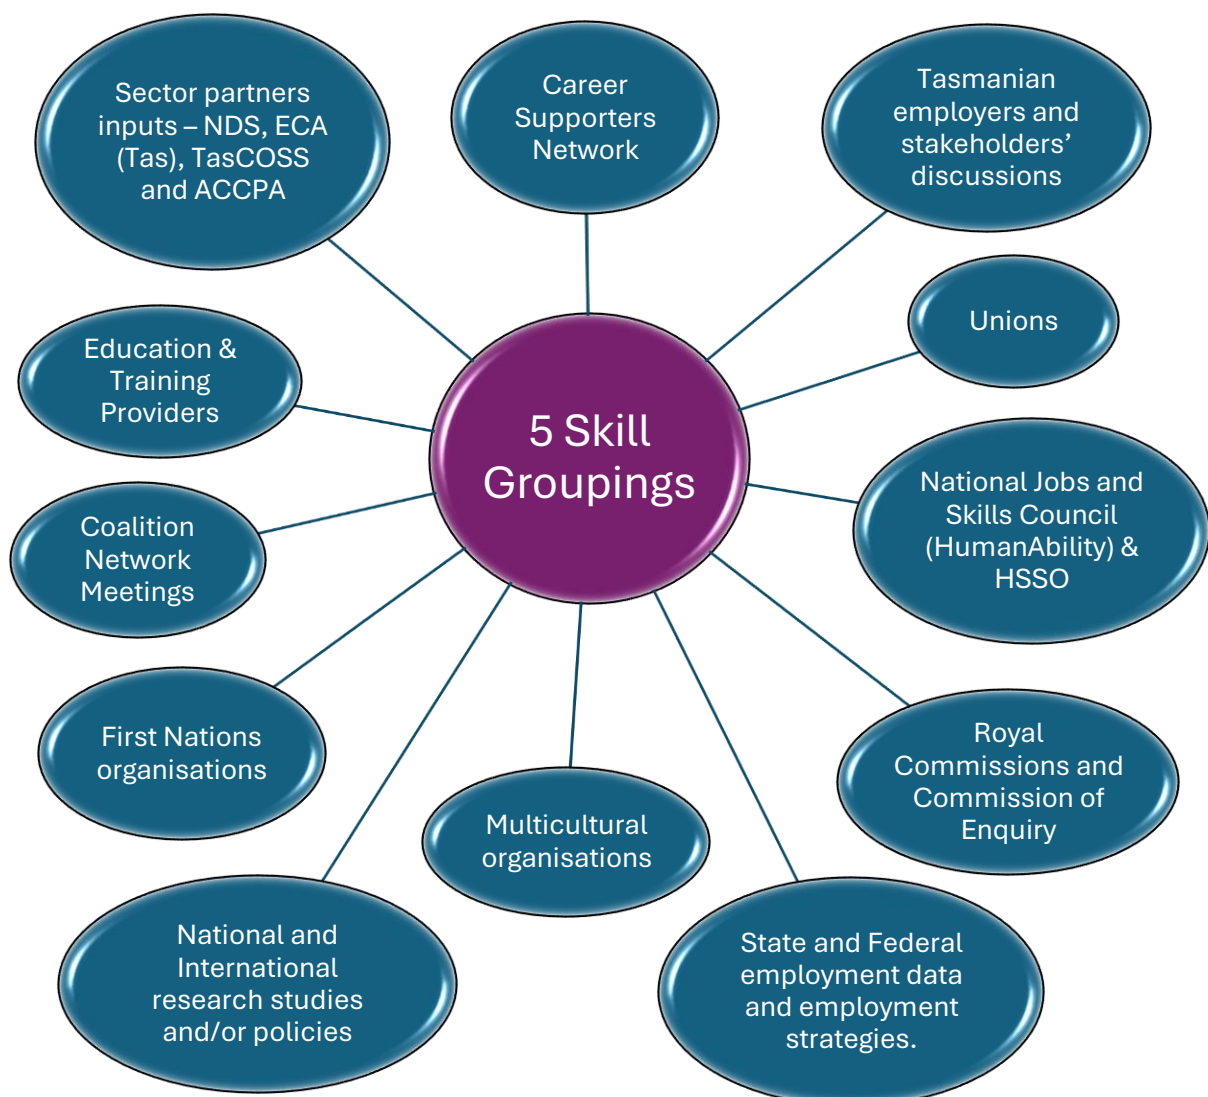 Sector partners
inputs – NDS, ECA
(Tas), TasCOSS
and ACCPA
Career
Supporters
Network
Tasmanian
employers and
stakeholders’
discussions
Unions
Education &
Training
Providers
5 Skill
Groupings
National Jobs and
Skills Council
(HumanAbility) &
HSSO
Coalition
Network
Meetings
First Nations
organisations
Royal
Commissions and
Commission of
Enquiry
Multicultural
organisations
National and
International
research studies
and/or policies
State and Federal
employment data
and employment
strategies.